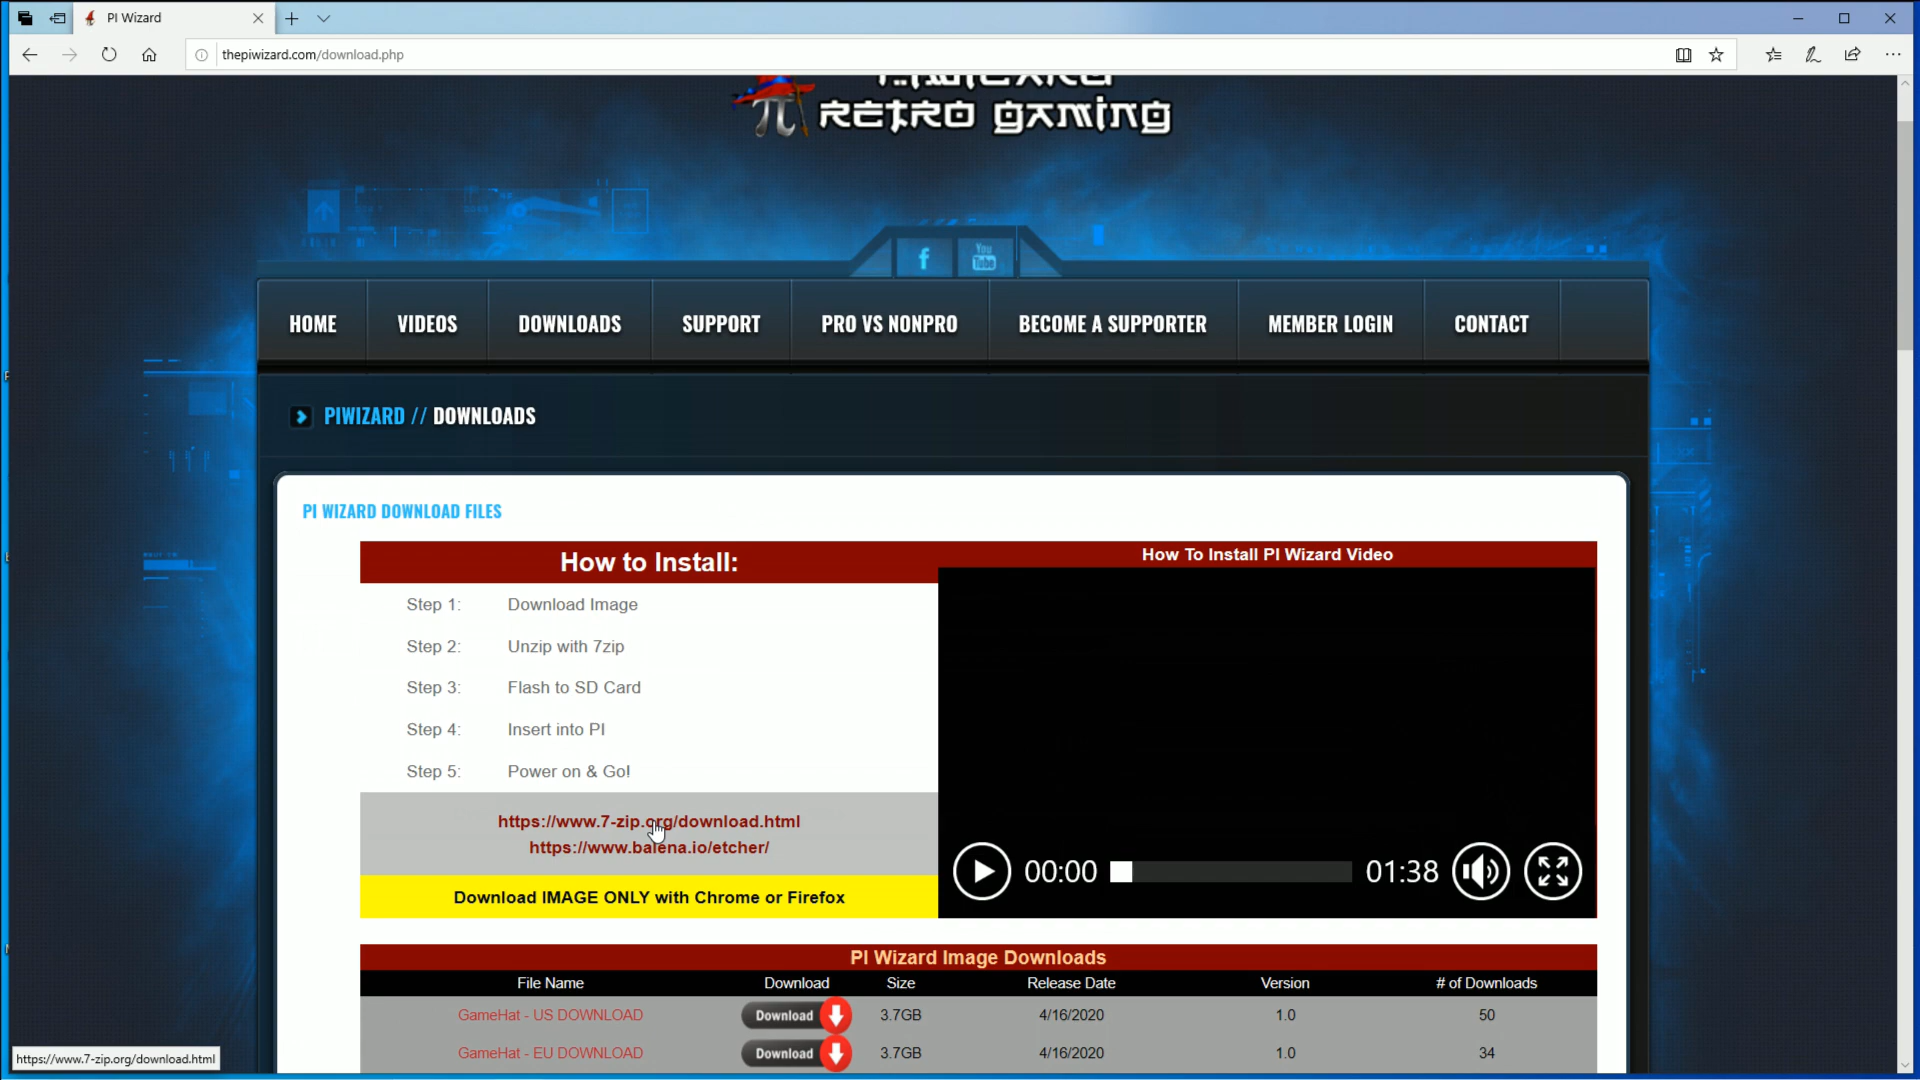 PI Wizard
thepiwizard.com/download.php
RETRO GAMING
f
You Tube
HOME VIDEOS DOWNLOADS SUPPORT PRO VS NONPRO BECOME A SUPPORTER MEMBER LOGIN CONTACT
PIWIZARD // DOWNLOADS
PI WIZARD DOWNLOAD FILES
How to Install:
Step 1: Download Image
Step 2: Unzip with 7zip
Step 3: Flash to SD Card
Step 4: Insert into PI
Step 5: Power on & Go!
https://www.7-zip.org/download.html
https://www.balena.io/etcher/
Download IMAGE ONLY with Chrome or Firefox
How To Install PI Wizard Video
00:00 01:38
PI Wizard Image Downloads
File Name Download Size Release Date Version # of Downloads
GameHat - US DOWNLOAD Download 3.7GB 4/16/2020 1.0 50
GameHat - EU DOWNLOAD Download 3.7GB 4/16/2020 1.0 34
https://www.7-zip.org/download.html